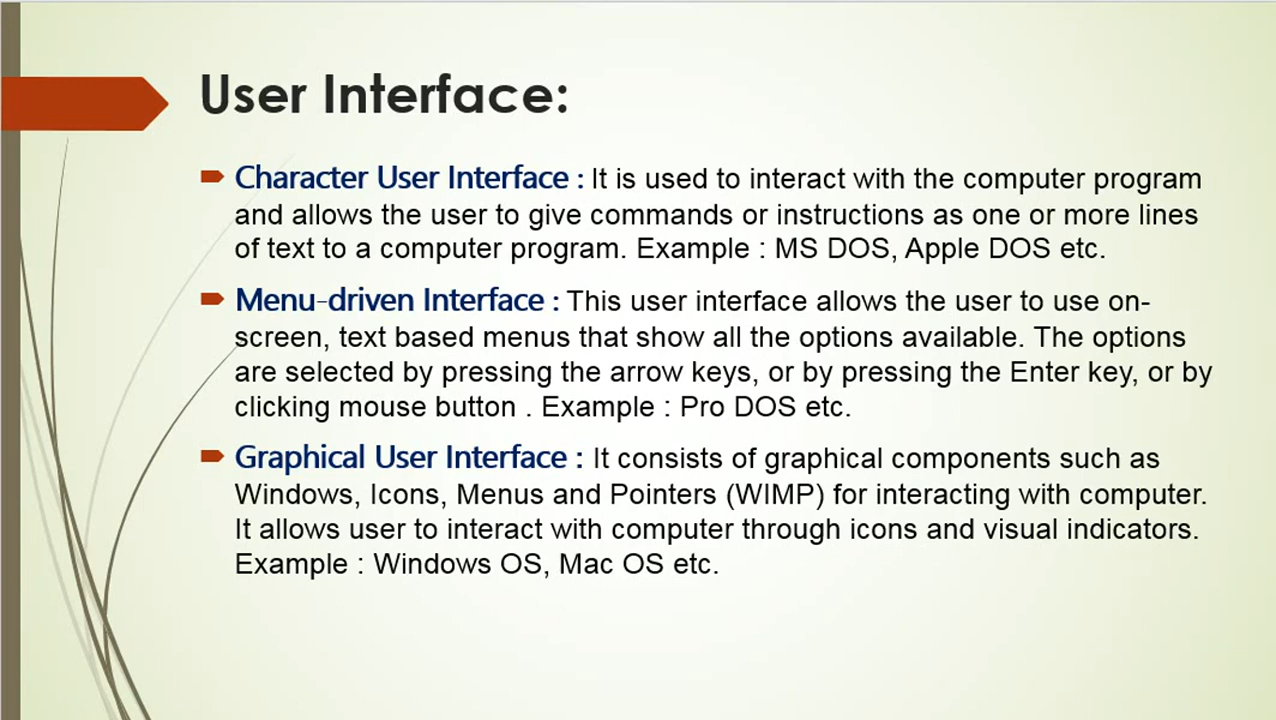 User Interface:
Character User Interface : It is used to interact with the computer program
and allows the user to give commands or instructions as one or more lines
of text to a computer program. Example : MS DOS, Apple DOS etc.
Menu-driven Interface : This user interface allows the user to use on-
screen, text based menus that show all the options available. The options
are selected by pressing the arrow keys, or by pressing the Enter key, or by
clicking mouse button . Example : Pro DOS etc.
Graphical User Interface : It consists of graphical components such as
Windows, Icons, Menus and Pointers (WIMP) for interacting with computer.
It allows user to interact with computer through icons and visual indicators.
Example : Windows OS, Mac OS etc.